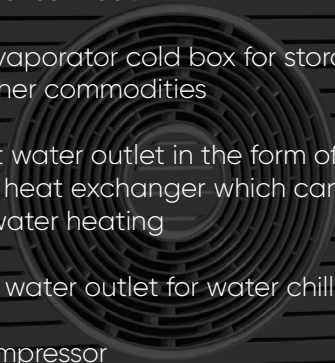 vaporator cold box for stor
her commodities
t water outlet in the form of
heat exchanger which can
water heating
water outlet for water chill
mpressor